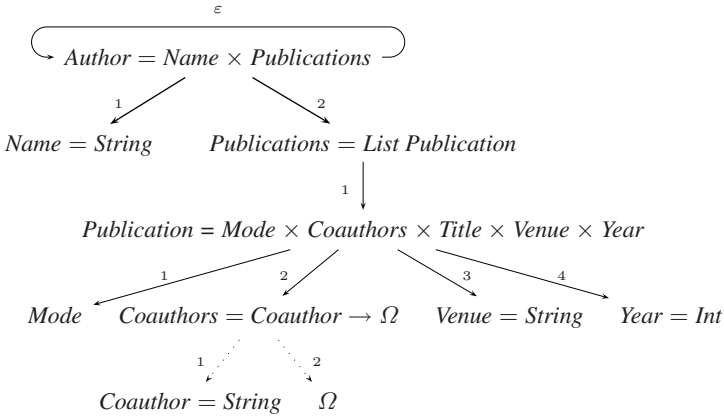 ε
Author = Name × Publications
1 2
Name = String Publications = List Publication
1
Publication = Mode × Coauthors × Title × Venue × Year
1 2 3 4
Mode Coauthors = Coauthor → Ω Venue = String Year = Int
1 2
Coauthor = String Ω